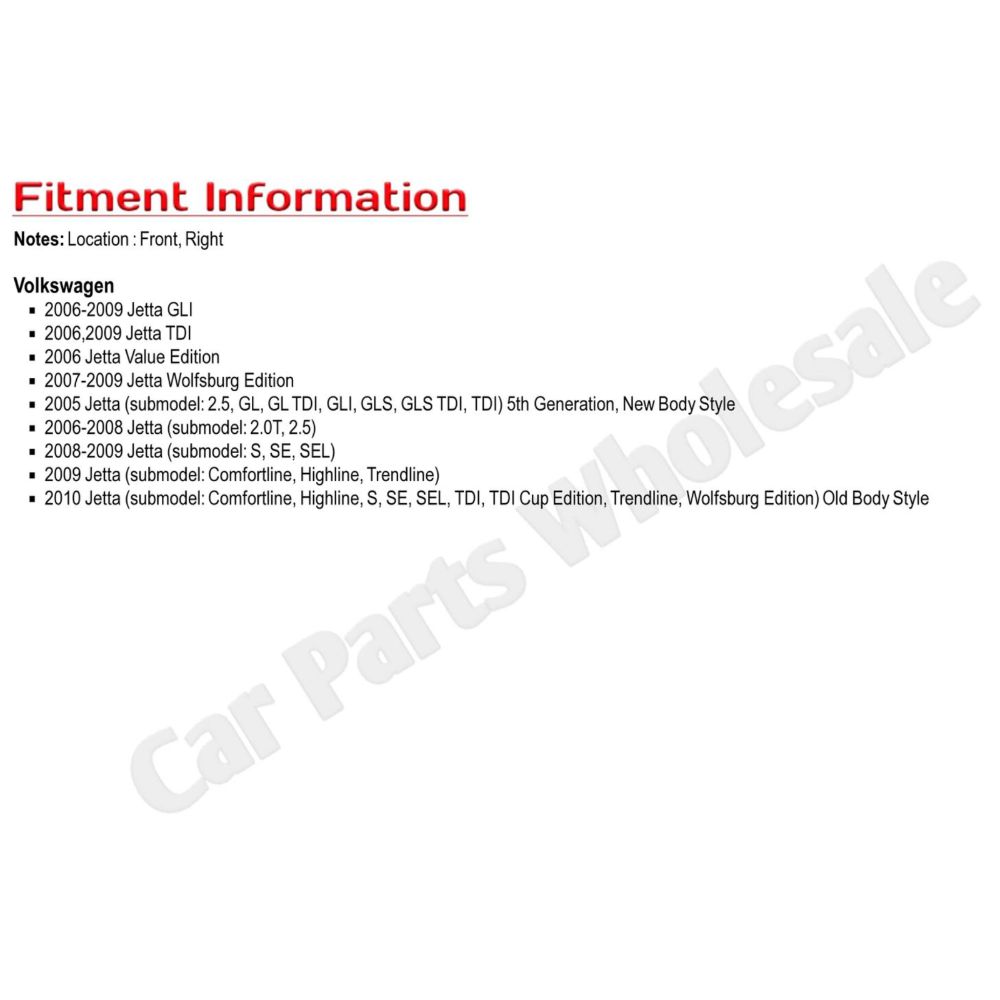 Fitment Information
Notes: Location : Front, Right
Volkswagen
▪ 2006-2009 Jetta GLI
▪ 2006,2009 Jetta TDI
▪ 2006 Jetta Value Edition
▪ 2007-2009 Jetta Wolfsburg Edition
▪ 2005 Jetta (submodel: 2.5, GL, GL TDI, GLI, GLS, GLS TDI, TDI) 5th Generation, New Body Style
▪ 2006-2008 Jetta (submodel: 2.0T, 2.5)
▪ 2008-2009 Jetta (submodel: S, SE, SEL)
▪ 2009 Jetta (submodel: Comfortline, Highline, Trendline)
▪ 2010 Jetta (submodel: Comfortline, Highline, S, SE, SEL, TDI, TDI Cup Edition, Trendline, Wolfsburg Edition) Old Body Style
Car Parts Wholesale